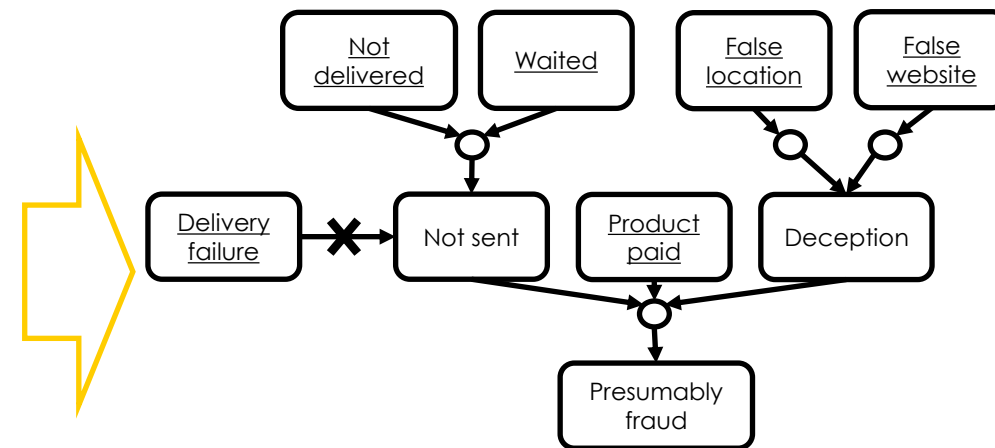 Not
delivered
Waited
False
location
False
website
Delivery
failure
Not sent
Product
paid
Deception
Presumably
fraud